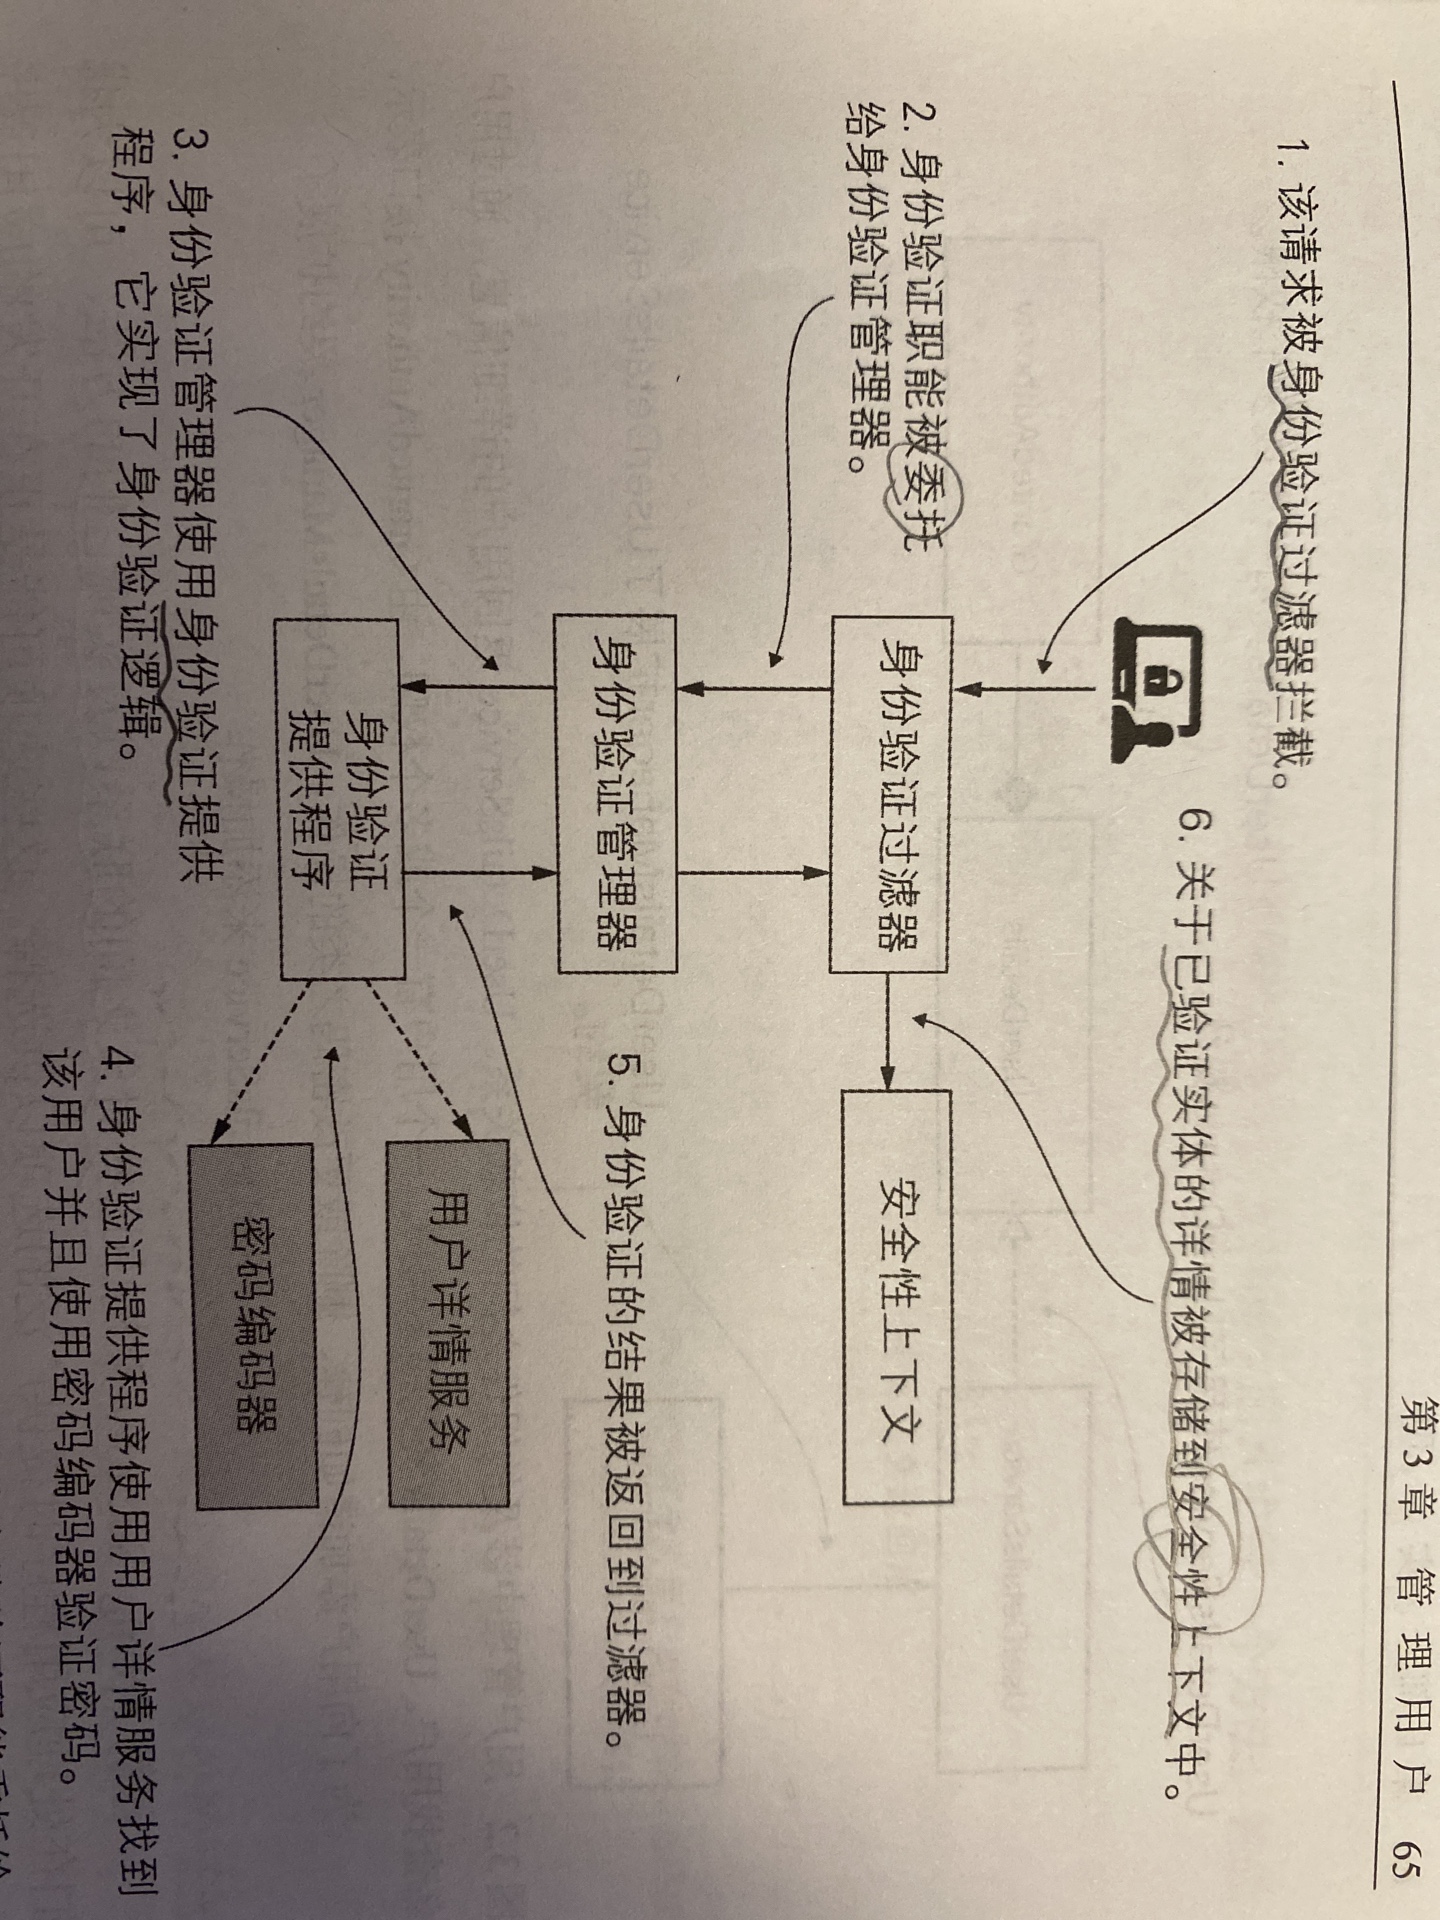 第3章 管理用户 65
1. 该请求被身份验证过滤器拦截。
6. 关于已验证实体的详情被存储到安全性上下文中。
2. 身份验证职能被委托
给身份验证管理器。
身份验证过滤器
安全性上下文
5. 身份验证的结果被返回到过滤器。
身份验证管理器
用户详情服务
身份验证
提供程序
密码编码器
3. 身份验证管理器使用身份验证提供
程序，它实现了身份验证逻辑。
4. 身份验证提供程序使用用户详情服务找到
该用户并且使用密码编码器验证密码。